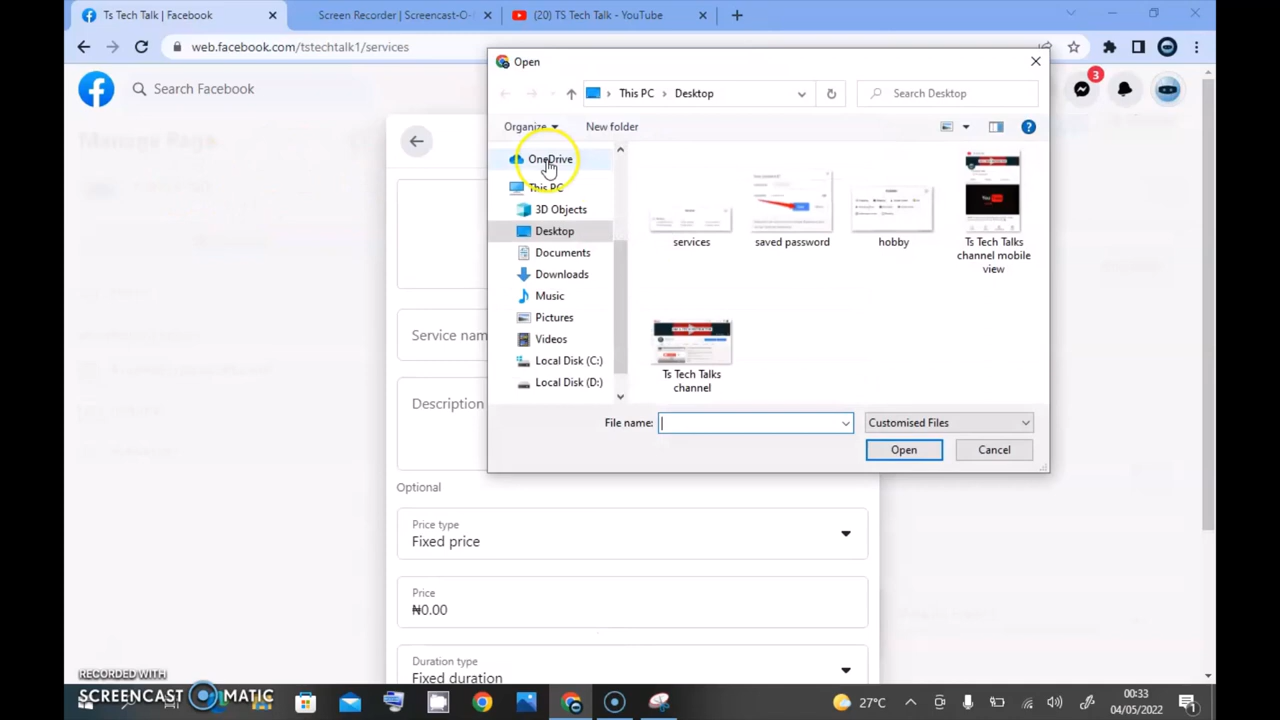 Ts Tech Talk | Facebook
Screen Recorder | Screencast-O-
(20) TS Tech Talk - YouTube
web.facebook.com/tstechtalk1/services
Search Facebook
3
Manage Page
Open
This PC > Desktop
Search Desktop
Organize
New folder
OneDrive
This PC
3D Objects
Desktop
Documents
Downloads
Music
Pictures
Videos
Local Disk (C:)
Local Disk (D:)
services
saved password
hobby
Ts Tech Talks
channel mobile
view
Ts Tech Talks
channel
File name:
Customised Files
Open
Cancel
Service nam
Description
Optional
Price type
Fixed price
Price
₦0.00
Duration type
Fixed duration
RECORDED WITH
SCREENCAST MATIC
27°C
00:33
04/05/2022
1